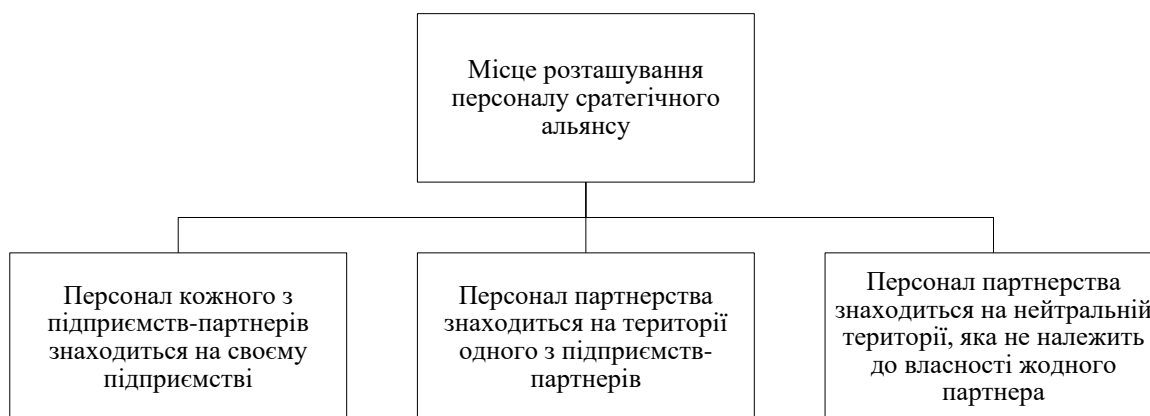 Місце розташування
персоналу сратегічного
альянсу
Персонал кожного з
підприємств-партнерів
знаходиться на своєму
підприємстві
Персонал партнерства
знаходиться на території
одного з підприємств-
партнерів
Персонал партнерства
знаходиться на нейтральній
території, яка не належить
до власності жодного
партнера